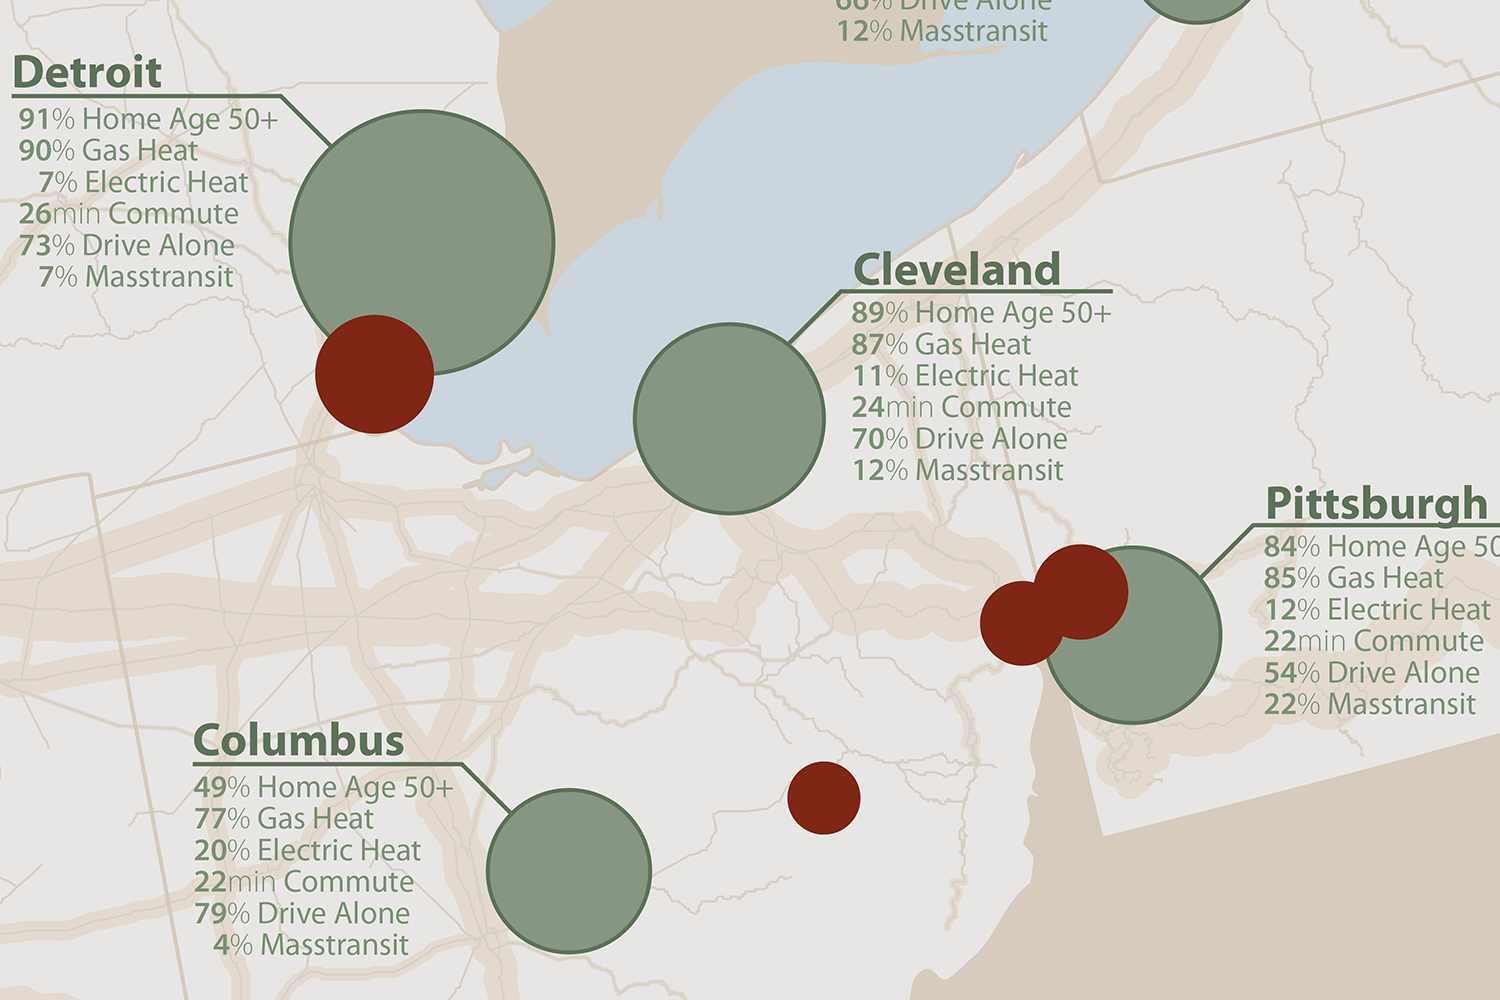 66% Drive Alone
12% Masstransit
Detroit
91% Home Age 50+
90% Gas Heat
7% Electric Heat
26min Commute
73% Drive Alone
7% Masstransit
Cleveland
89% Home Age 50+
87% Gas Heat
11% Electric Heat
24min Commute
70% Drive Alone
12% Masstransit
Pittsburgh
84% Home Age 50
85% Gas Heat
12% Electric Heat
22min Commute
54% Drive Alone
22% Masstransit
Columbus
49% Home Age 50+
77% Gas Heat
20% Electric Heat
22min Commute
79% Drive Alone
4% Masstransit